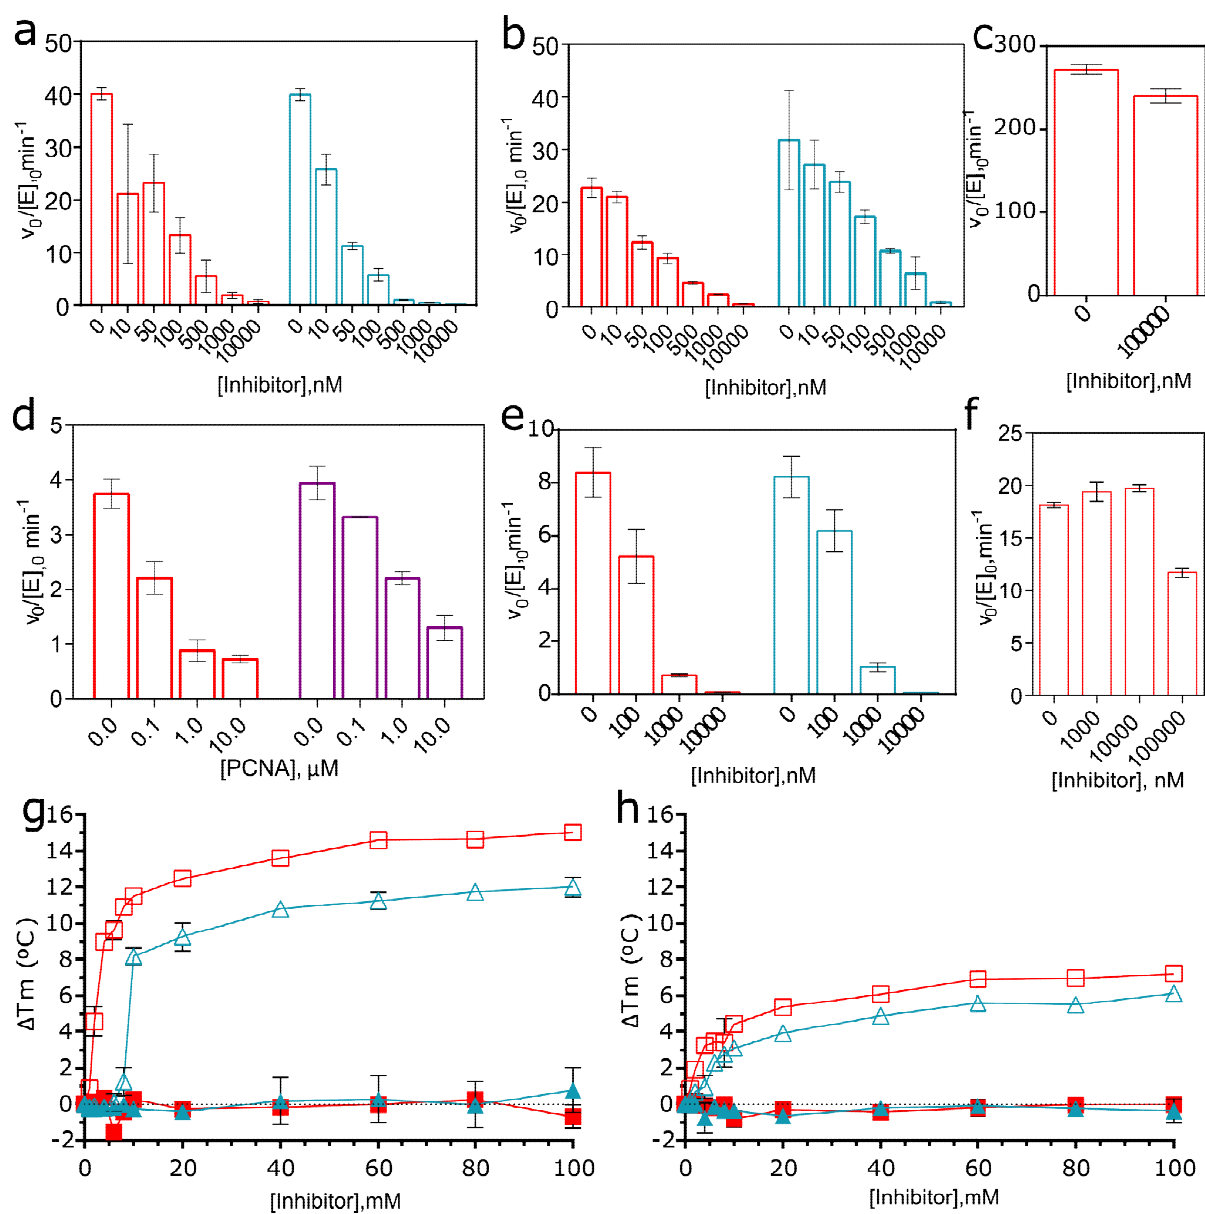 a
50
40
30
20
10
0
v0/[E],0min-1
0 10 50 100 500 1000 10000 0 10 50 100 500 1000 10000
[Inhibitor],nM
b
50
40
30
20
10
0
v0/[E],0 min-1
0 10 50 100 500 1000 10000 0 10 50 100 500 1000 10000
[Inhibitor],nM
c
300
200
100
0
v0/[E],0min-1
0 100000
[Inhibitor],nM
d
5
4
3
2
1
0
v0/[E],0 min-1
0.0 0.1 1.0 10.0 0.0 0.1 1.0 10.0
[PCNA], µM
e
10
8
6
4
2
0
v0/[E],0min-1
0 100 1000 10000 0 100 1000 10000
[Inhibitor],nM
f
25
20
15
10
5
0
v0/[E]0,min-1
0 1000 10000 100000
[Inhibitor], nM
g
16
14
12
10
8
6
4
2
0
-2
ΔTm (ºC)
0 20 40 60 80 100
[Inhibitor],mM
h
16
14
12
10
8
6
4
2
0
-2
ΔTm (ºC)
0 20 40 60 80 100
[Inhibitor],mM